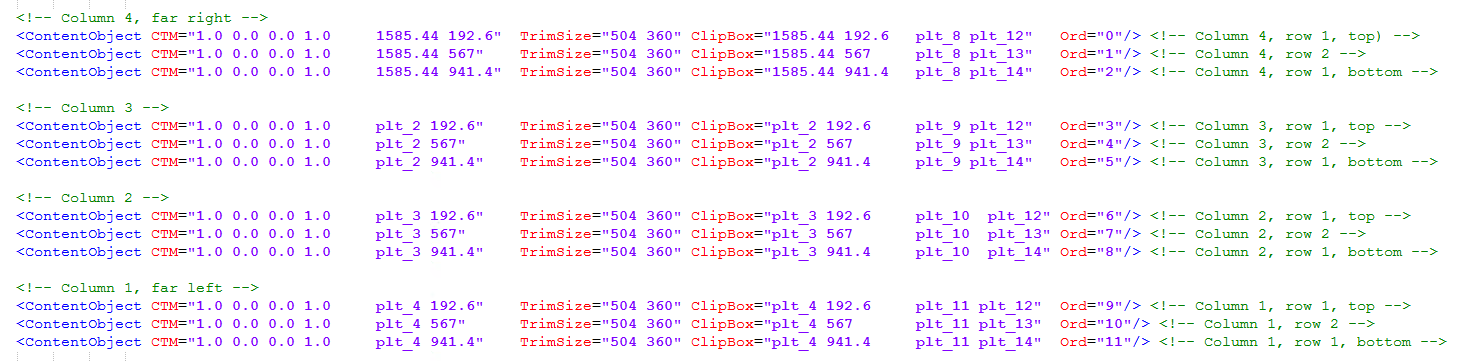 <!-- Column 4, far right -->
<ContentObject CTM="1.0 0.0 0.0 1.0     1585.44 192.6"  TrimSize="504 360" ClipBox="1585.44 192.6   plt_8 plt_12"   Ord="0"/> <!-- Column 4, row 1, top) -->
<ContentObject CTM="1.0 0.0 0.0 1.0     1585.44 567"    TrimSize="504 360" ClipBox="1585.44 567     plt_8 plt_13"   Ord="1"/> <!-- Column 4, row 2 -->
<ContentObject CTM="1.0 0.0 0.0 1.0     1585.44 941.4"  TrimSize="504 360" ClipBox="1585.44 941.4   plt_8 plt_14"   Ord="2"/> <!-- Column 4, row 1, bottom -->
<!-- Column 3 -->
<ContentObject CTM="1.0 0.0 0.0 1.0     plt_2 192.6"    TrimSize="504 360" ClipBox="plt_2 192.6     plt_9 plt_12"   Ord="3"/> <!-- Column 3, row 1, top -->
<ContentObject CTM="1.0 0.0 0.0 1.0     plt_2 567"      TrimSize="504 360" ClipBox="plt_2 567       plt_9 plt_13"   Ord="4"/> <!-- Column 3, row 2 -->
<ContentObject CTM="1.0 0.0 0.0 1.0     plt_2 941.4"    TrimSize="504 360" ClipBox="plt_2 941.4     plt_9 plt_14"   Ord="5"/> <!-- Column 3, row 1, bottom -->
<!-- Column 2 -->
<ContentObject CTM="1.0 0.0 0.0 1.0     plt_3 192.6"    TrimSize="504 360" ClipBox="plt_3 192.6     plt_10  plt_12" Ord="6"/> <!-- Column 2, row 1, top -->
<ContentObject CTM="1.0 0.0 0.0 1.0     plt_3 567"      TrimSize="504 360" ClipBox="plt_3 567       plt_10  plt_13" Ord="7"/> <!-- Column 2, row 2 -->
<ContentObject CTM="1.0 0.0 0.0 1.0     plt_3 941.4"    TrimSize="504 360" ClipBox="plt_3 941.4     plt_10  plt_14" Ord="8"/> <!-- Column 2, row 1, bottom -->
<!-- Column 1, far left -->
<ContentObject CTM="1.0 0.0 0.0 1.0     plt_4 192.6"    TrimSize="504 360" ClipBox="plt_4 192.6     plt_11 plt_12"  Ord="9"/> <!-- Column 1, row 1, top -->
<ContentObject CTM="1.0 0.0 0.0 1.0     plt_4 567"      TrimSize="504 360" ClipBox="plt_4 567       plt_11 plt_13"  Ord="10"/> <!-- Column 1, row 2 -->
<ContentObject CTM="1.0 0.0 0.0 1.0     plt_4 941.4"    TrimSize="504 360" ClipBox="plt_4 941.4     plt_11 plt_14"  Ord="11"/> <!-- Column 1, row 1, bottom -->